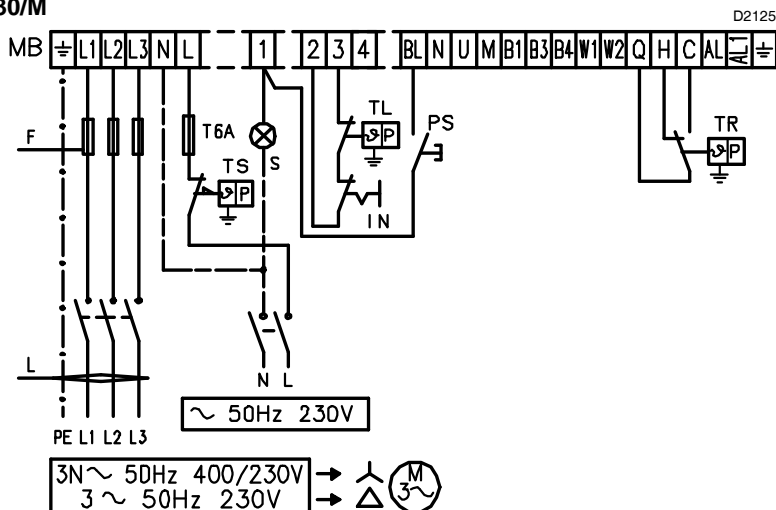 30/M
D2125
MB ⏚ L1 L2 L3 N L 1 2 3 4 BL N U M B1 B3 B4 W1 W2 Q H C AL AL1 ⏚
F
T6A
S
TL
PS
TR
TS
ϑ P
ϑ P
ϑ P
IN
L
N L
PE L1 L2 L3
~ 50Hz 230V
3N ~ 50Hz 400/230V
3 ~ 50Hz 230V
M
3~